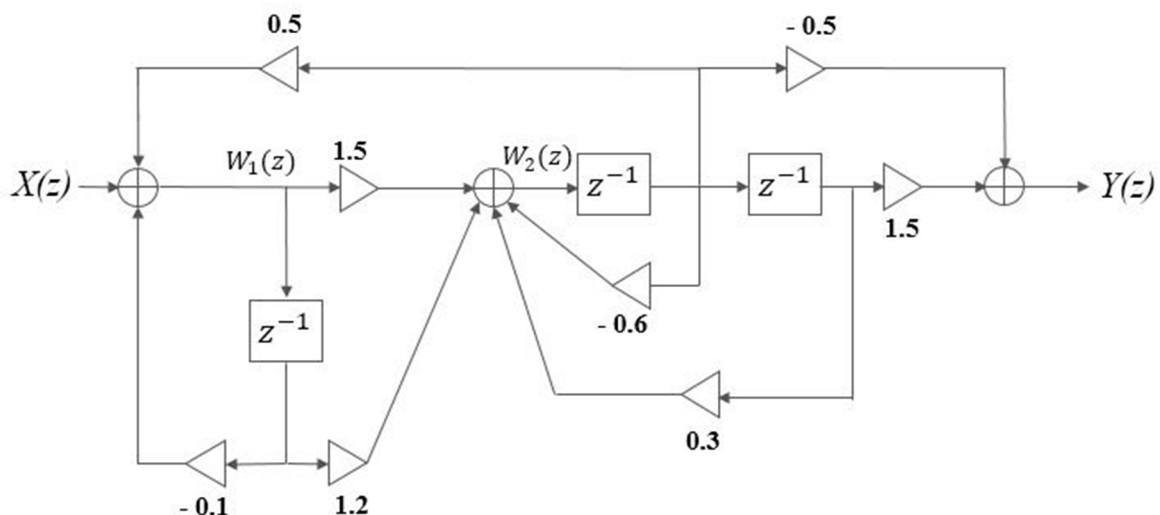 0.5
- 0.5
X(z)
W₁(z)
1.5
W₂(z)
z⁻¹
z⁻¹
1.5
Y(z)
z⁻¹
- 0.6
0.3
- 0.1
1.2